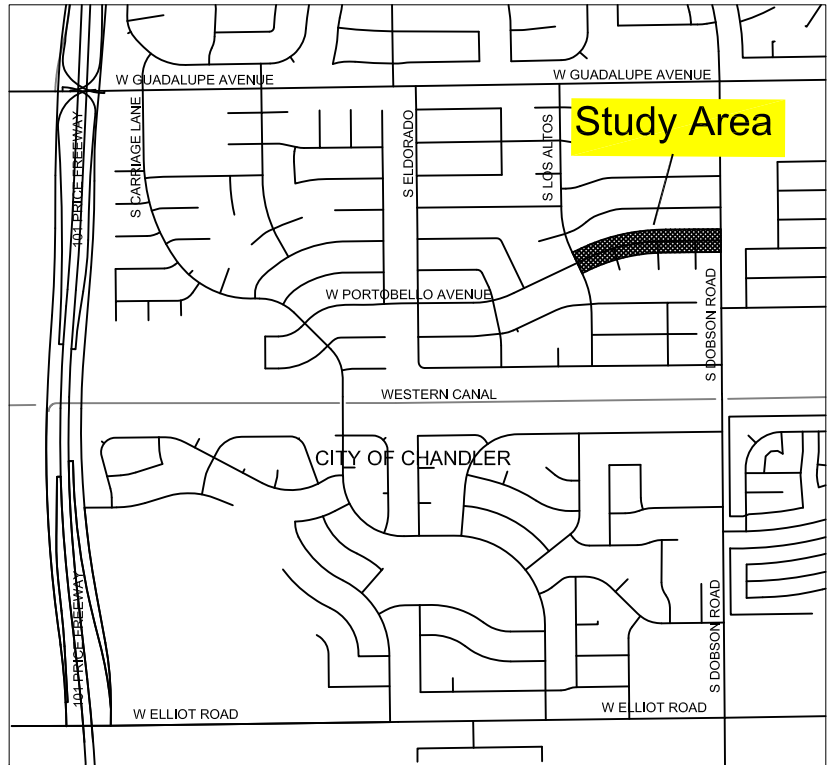 W GUADALUPE AVENUE
W GUADALUPE AVENUE
Study Area
S CARRIAGE LANE
S ELDORADO
S LOS ALTOS
101 PRICE FREEWAY
W PORTOBELLO AVENUE
S DOBSON ROAD
WESTERN CANAL
CITY OF CHANDLER
101 PRICE FREEWAY
S DOBSON ROAD
W ELLIOT ROAD
W ELLIOT ROAD